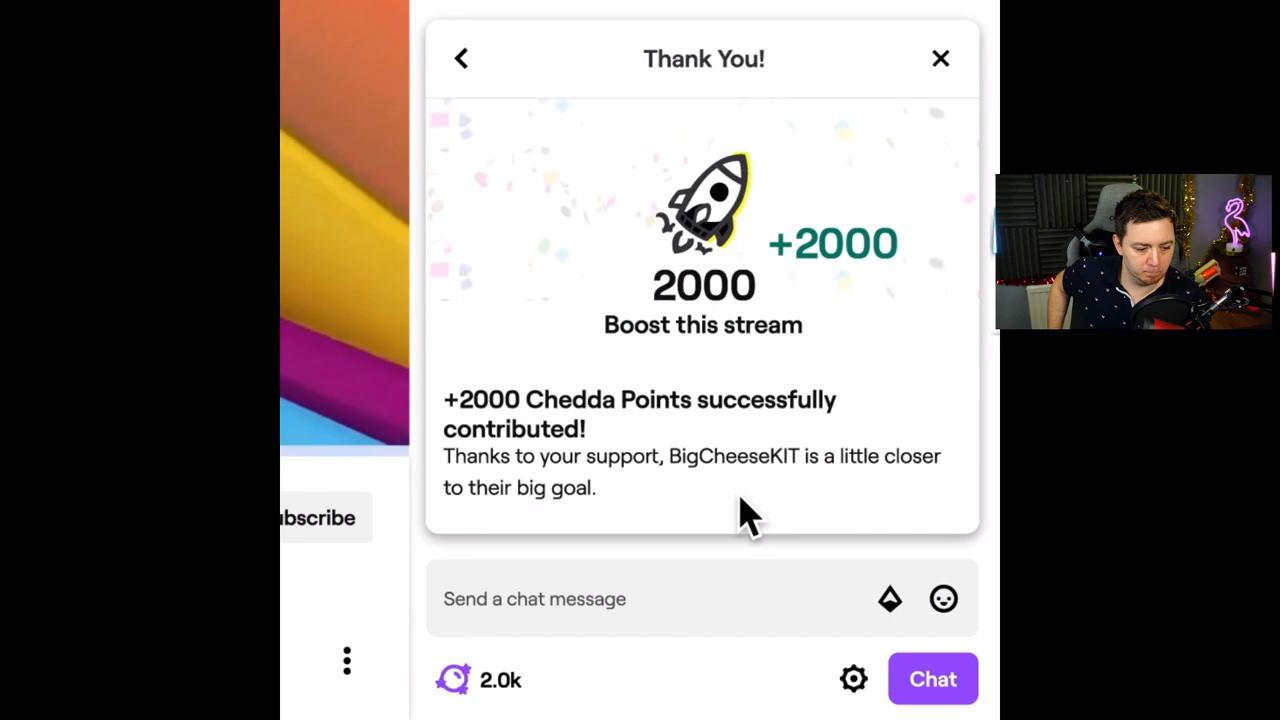 Thank You!
+2000
2000
Boost this stream
+2000 Chedda Points successfully
contributed!
Thanks to your support, BigCheeseKIT is a little closer
to their big goal.
ubscribe
Send a chat message
2.0k
Chat